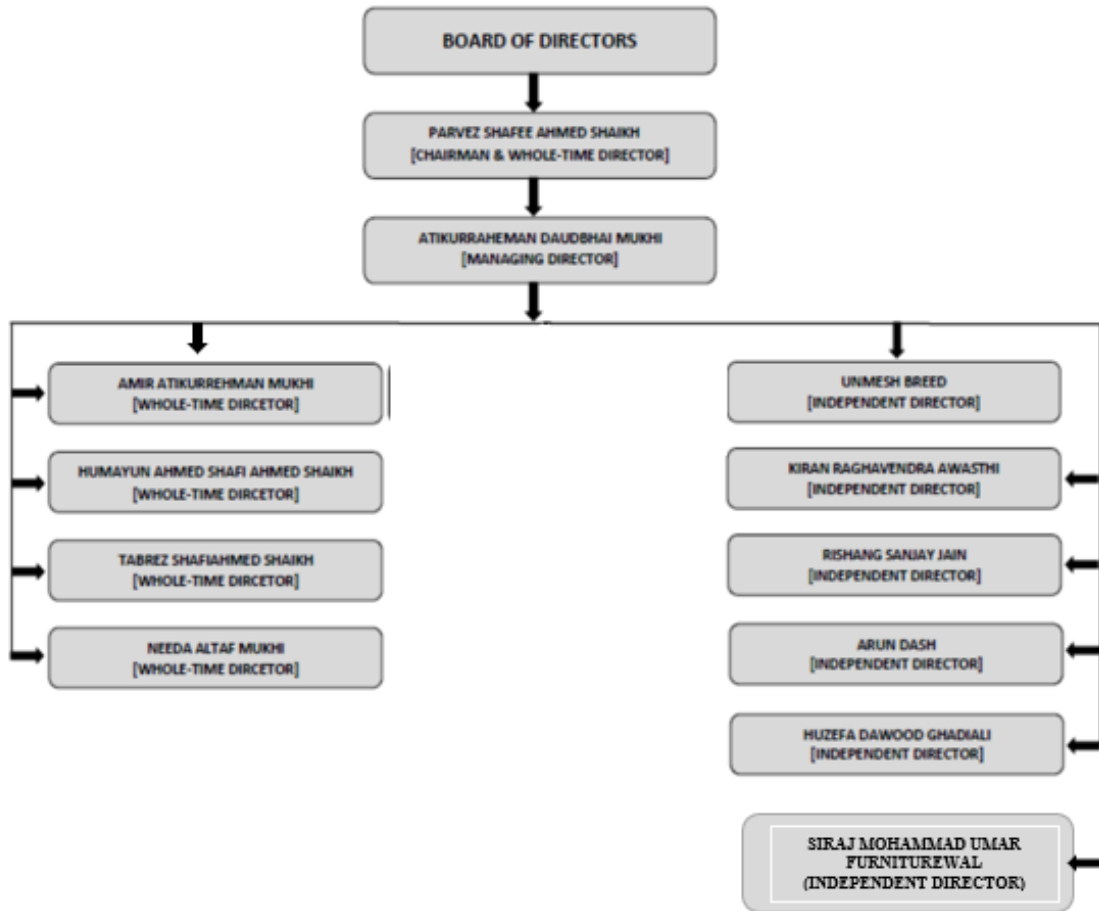 BOARD OF DIRECTORS
PARVEZ SHAFEE AHMED SHAIKH
[CHAIRMAN & WHOLE-TIME DIRECTOR]
ATIKURRAHEMAN DAUDBHAI MUKHI
[MANAGING DIRECTOR]
AMIR ATIKURREHMAN MUKHI
[WHOLE-TIME DIRCETOR]
HUMAYUN AHMED SHAFI AHMED SHAIKH
[WHOLE-TIME DIRCETOR]
TABREZ SHAFIAHMED SHAIKH
[WHOLE-TIME DIRCETOR]
NEEDA ALTAF MUKHI
[WHOLE-TIME DIRCETOR]
UNMESH BREED
[INDEPENDENT DIRECTOR]
KIRAN RAGHAVENDRA AWASTHI
[INDEPENDENT DIRECTOR]
RISHANG SANJAY JAIN
[INDEPENDENT DIRECTOR]
ARUN DASH
[INDEPENDENT DIRECTOR]
HUZEFA DAWOOD GHADIALI
[INDEPENDENT DIRECTOR]
SIRAJ MOHAMMAD UMAR
FURNITUREWAL
(INDEPENDENT DIRECTOR)